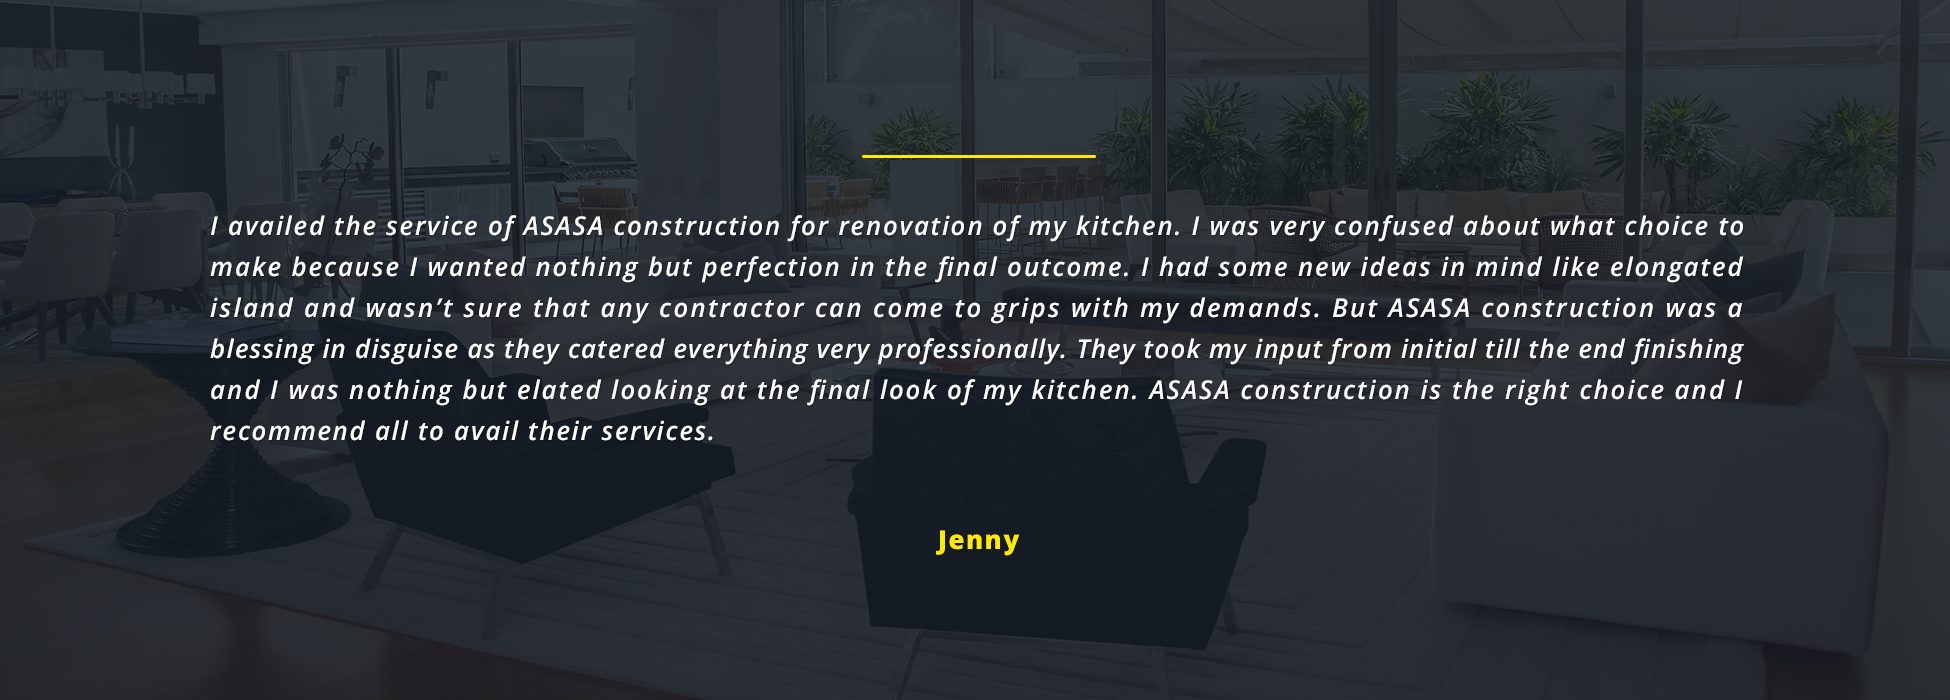 I availed the service of ASASA construction for renovation of my kitchen. I was very confused about what choice to
make because I wanted nothing but perfection in the final outcome. I had some new ideas in mind like elongated
island and wasn’t sure that any contractor can come to grips with my demands. But ASASA construction was a
blessing in disguise as they catered everything very professionally. They took my input from initial till the end finishing
and I was nothing but elated looking at the final look of my kitchen. ASASA construction is the right choice and I
recommend all to avail their services.
Jenny